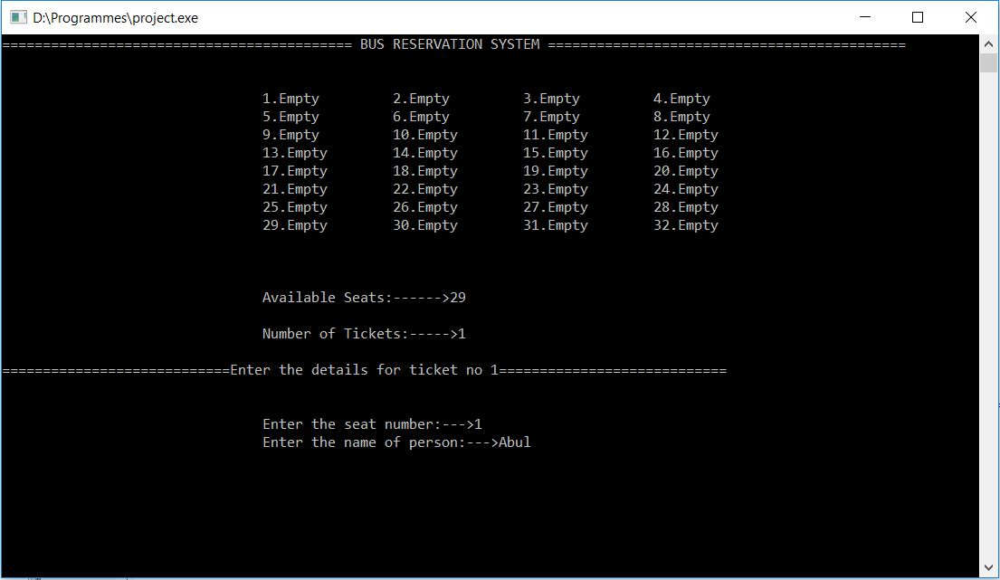 D:\Programmes\project.exe
=========================================== BUS RESERVATION SYSTEM ============================================
1.Empty 2.Empty 3.Empty 4.Empty
5.Empty 6.Empty 7.Empty 8.Empty
9.Empty 10.Empty 11.Empty 12.Empty
13.Empty 14.Empty 15.Empty 16.Empty
17.Empty 18.Empty 19.Empty 20.Empty
21.Empty 22.Empty 23.Empty 24.Empty
25.Empty 26.Empty 27.Empty 28.Empty
29.Empty 30.Empty 31.Empty 32.Empty
Available Seats:------>29
Number of Tickets:----->1
============================Enter the details for ticket no 1============================
Enter the seat number:--->1
Enter the name of person:--->Abul